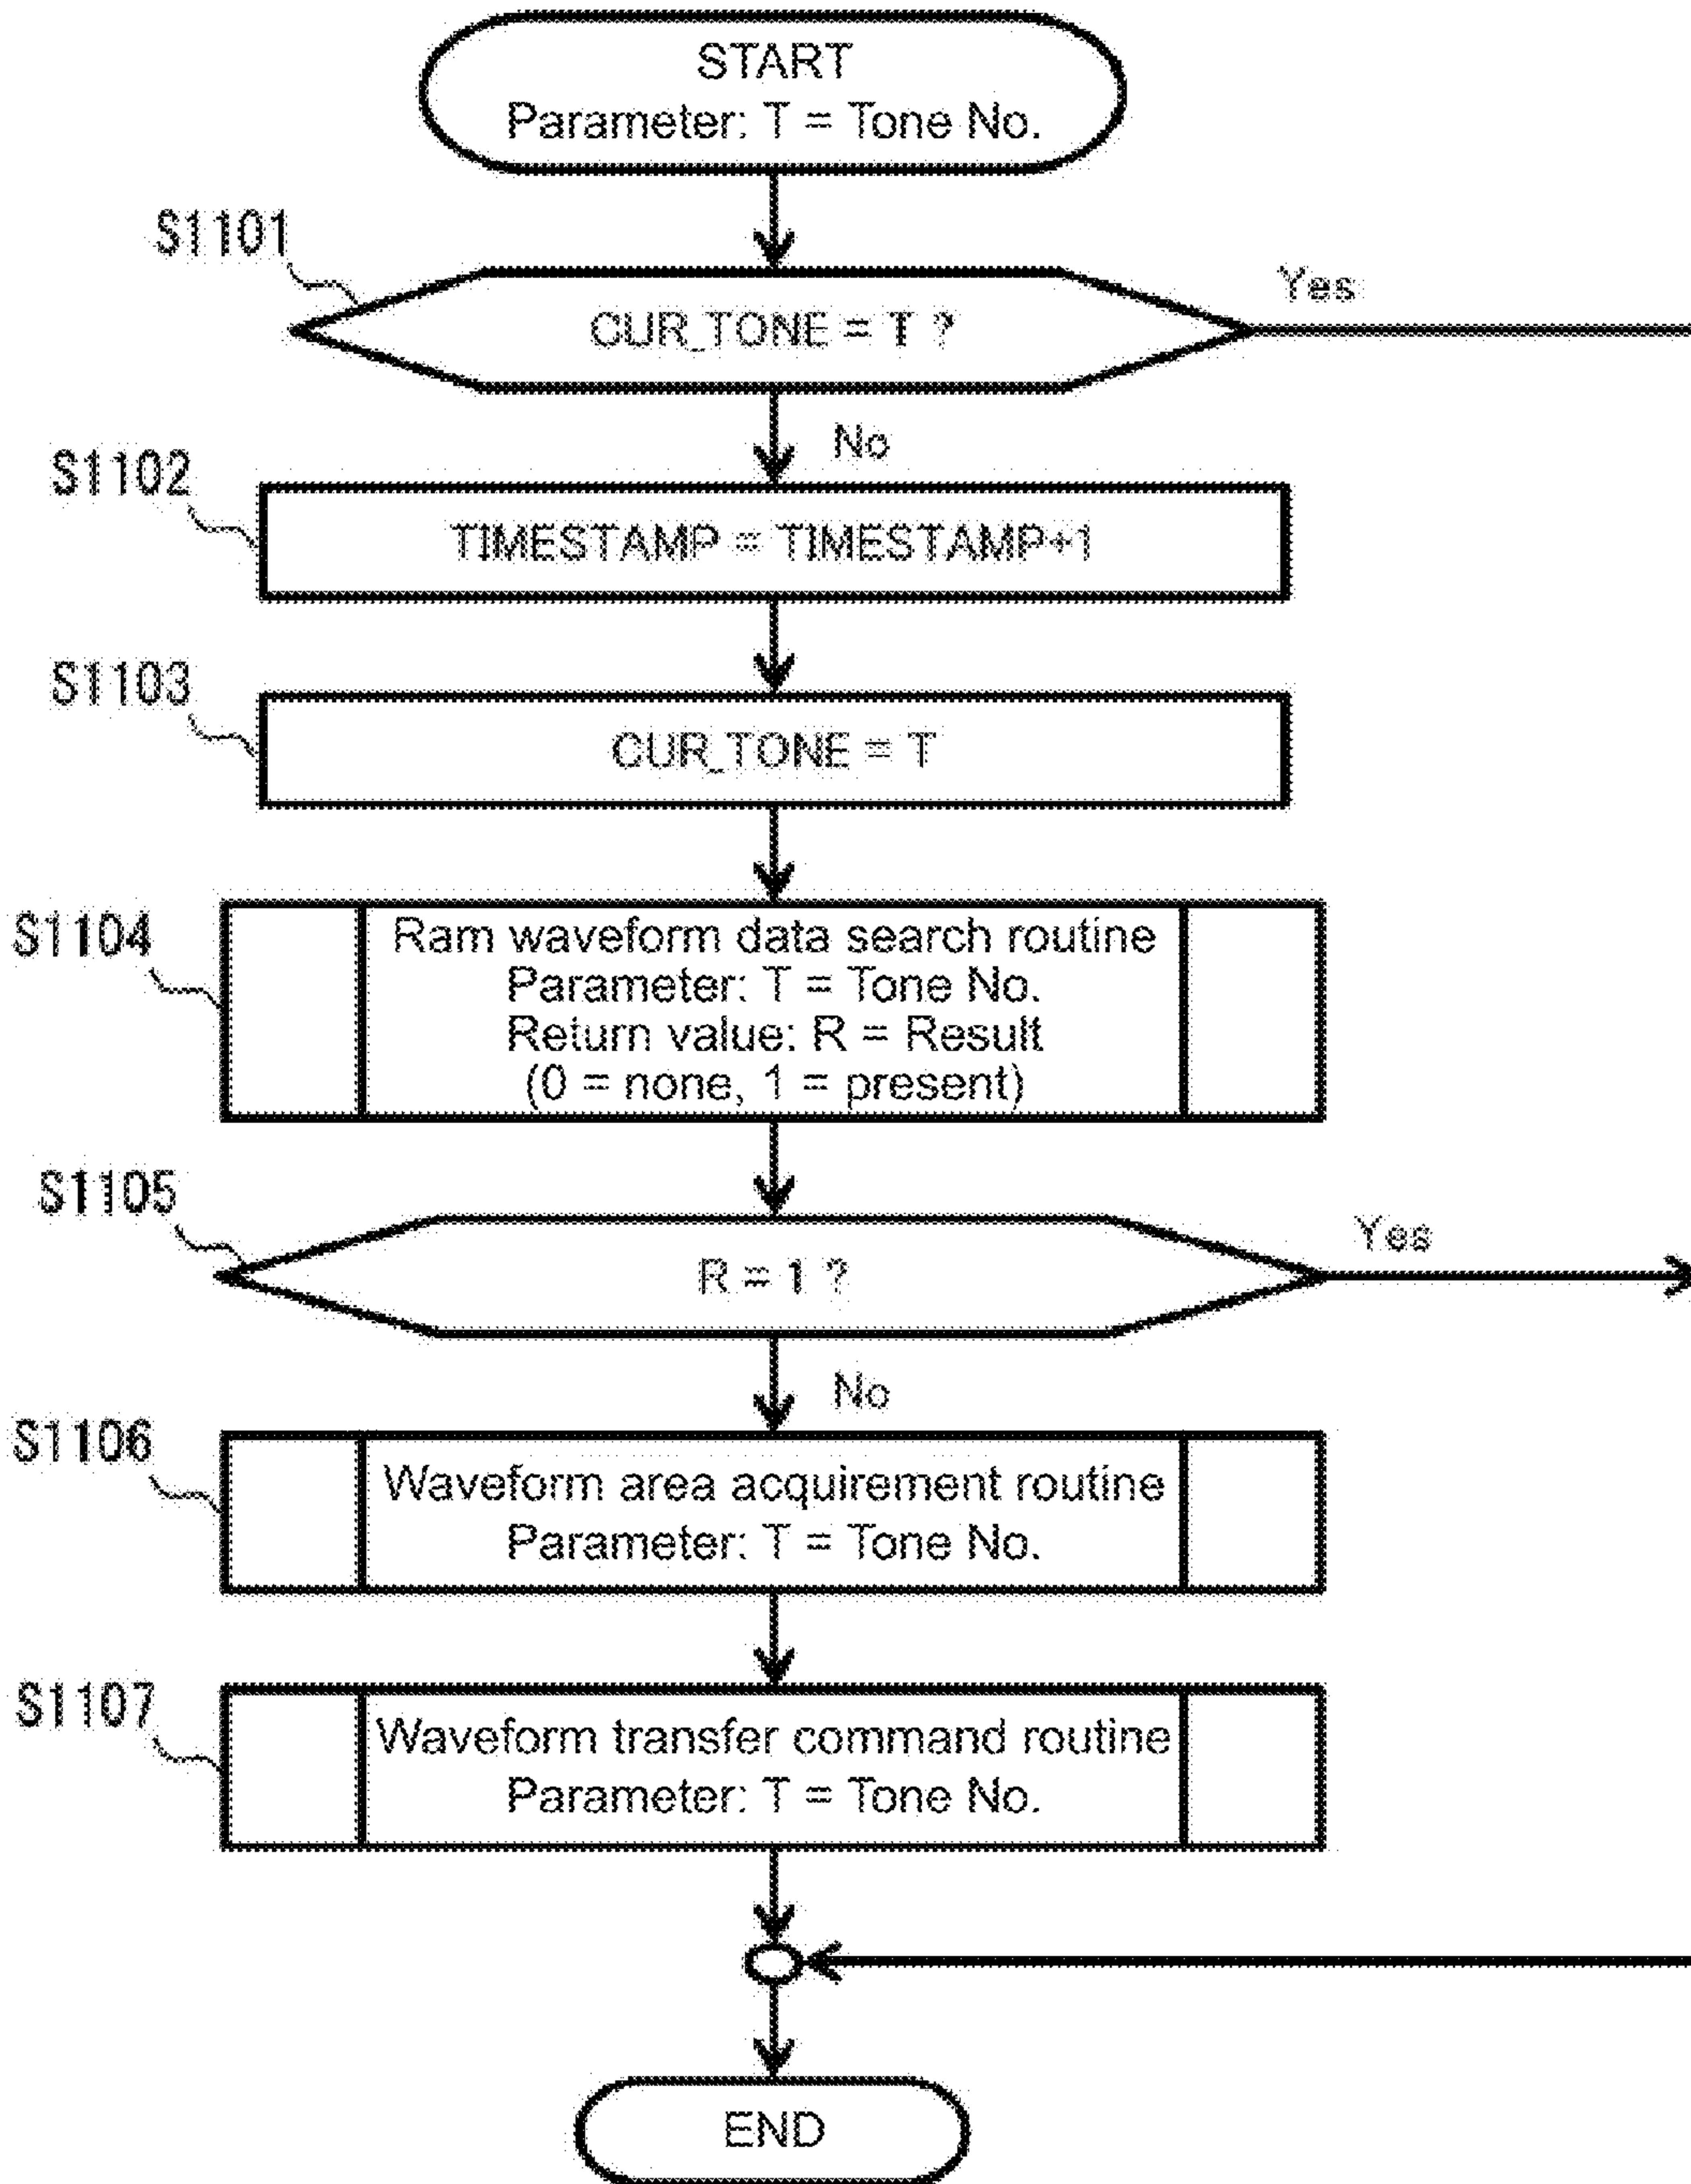 START
Parameter: T = Tone No.
S1101
CUR_TONE = T ?
Yes
No
S1102
TIMESTAMP = TIMESTAMP+1
S1103
CUR_TONE = T
S1104
Ram waveform data search routine
Parameter: T = Tone No.
Return value: R = Result
(0 = none, 1 = present)
S1105
R = 1 ?
Yes
No
S1106
Waveform area acquirement routine
Parameter: T = Tone No.
S1107
Waveform transfer command routine
Parameter: T = Tone No.
END